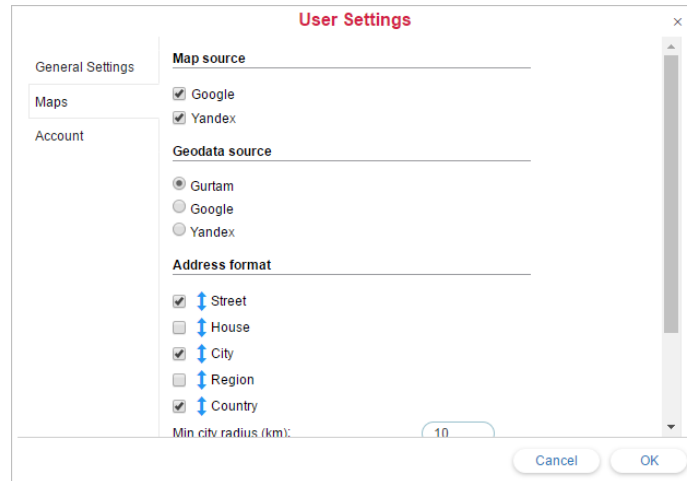 User Settings
×
General Settings
Maps
Account
Map source
Google
Yandex
Geodata source
Gurtam
Google
Yandex
Address format
Street
House
City
Region
Country
Min city radius (km): 10
Cancel OK